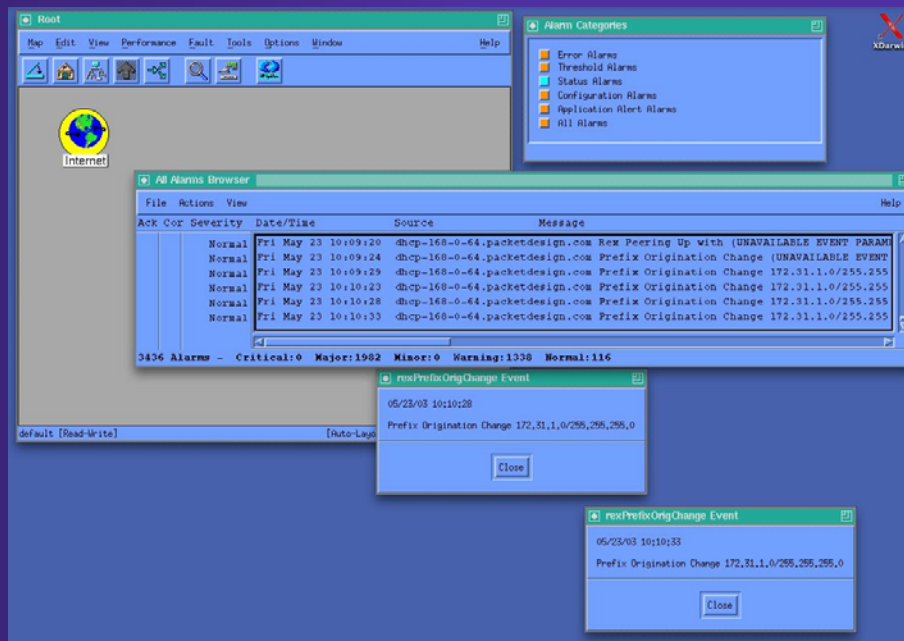 Root
Map Edit View Performance Fault Tools Options Window Help
Internet
default [Read-Write] [Auto-Layo
Alarm Categories
Error Alarms
Threshold Alarms
Status Alarms
Configuration Alarms
Application Alert Alarms
All Alarms
XDarwi
All Alarms Browser
File Actions View Help
Ack Cor Severity Date/Time Source Message
Normal Fri May 23 10:09:20 dhcp-168-0-64.packetdesign.com Rex Peering Up with (UNAVAILABLE EVENT PARAM
Normal Fri May 23 10:09:24 dhcp-168-0-64.packetdesign.com Prefix Origination Change (UNAVAILABLE EVENT
Normal Fri May 23 10:09:29 dhcp-168-0-64.packetdesign.com Prefix Origination Change 172.31.1.0/255.255
Normal Fri May 23 10:10:23 dhcp-168-0-64.packetdesign.com Prefix Origination Change 172.31.1.0/255.255
Normal Fri May 23 10:10:28 dhcp-168-0-64.packetdesign.com Prefix Origination Change 172.31.1.0/255.255
Normal Fri May 23 10:10:33 dhcp-168-0-64.packetdesign.com Prefix Origination Change 172.31.1.0/255.255
3436 Alarms - Critical:0 Major:1982 Minor:0 Warning:1338 Normal:116
rexPrefixOrigChange Event
05/23/03 10:10:28
Prefix Origination Change 172.31.1.0/255.255.255.0
Close
rexPrefixOrigChange Event
05/23/03 10:10:33
Prefix Origination Change 172.31.1.0/255.255.255.0
Close